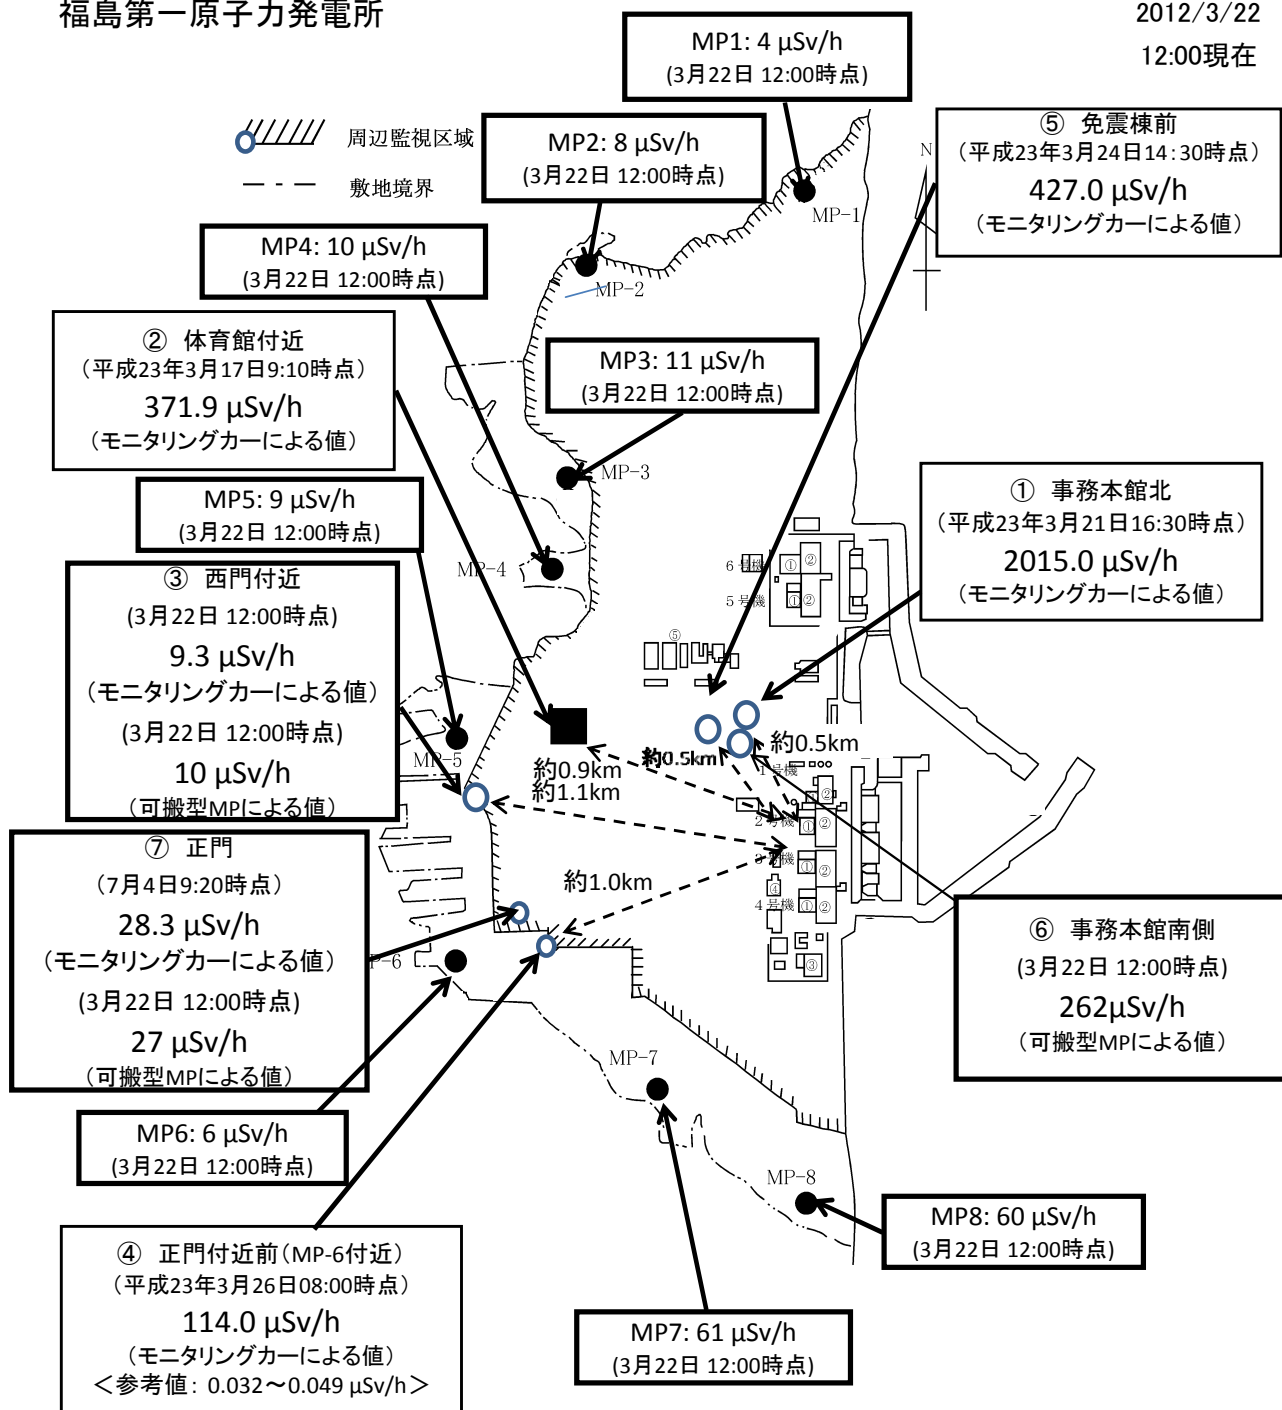 福島第一原子力発電所
2012/3/22
12:00現在
MP1: 4 μSv/h
(3月22日 12:00時点)
周辺監視区域
敷地境界
MP2: 8 μSv/h
(3月22日 12:00時点)
⑤ 免震棟前
(平成23年3月24日14:30時点)
427.0 μSv/h
(モニタリングカーによる値)
N
MP-1
MP4: 10 μSv/h
(3月22日 12:00時点)
MP-2
② 体育館付近
(平成23年3月17日9:10時点)
371.9 μSv/h
(モニタリングカーによる値)
MP3: 11 μSv/h
(3月22日 12:00時点)
MP-3
MP5: 9 μSv/h
(3月22日 12:00時点)
① 事務本館北
(平成23年3月21日16:30時点)
2015.0 μSv/h
(モニタリングカーによる値)
MP-4
6号機
① ②
5号機
① ②
③ 西門付近
(3月22日 12:00時点)
9.3 μSv/h
(モニタリングカーによる値)
(3月22日 12:00時点)
10 μSv/h
(可搬型MPによる値)
⑤
MP-5
約0.9km
約1.1km
約0.5km
約0.5km
1号機
②
2号機
① ②
3号機
① ②
④
4号機
① ②
③
⑦ 正門
(7月4日9:20時点)
28.3 μSv/h
(モニタリングカーによる値)
(3月22日 12:00時点)
27 μSv/h
(可搬型MPによる値)
約1.0km
P-6
⑥ 事務本館南側
(3月22日 12:00時点)
262μSv/h
(可搬型MPによる値)
MP-7
MP6: 6 μSv/h
(3月22日 12:00時点)
MP-8
MP8: 60 μSv/h
(3月22日 12:00時点)
④ 正門付近前(MP-6付近)
(平成23年3月26日08:00時点)
114.0 μSv/h
(モニタリングカーによる値)
<参考値: 0.032~0.049 μSv/h>
MP7: 61 μSv/h
(3月22日 12:00時点)